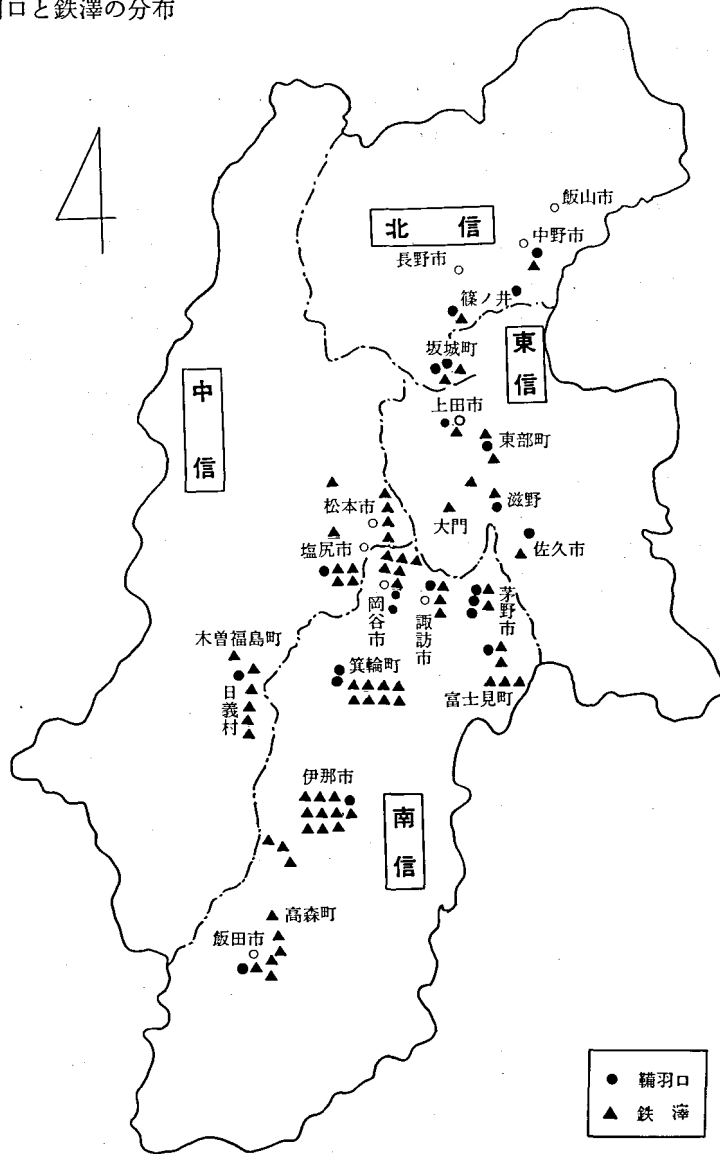 口と鉄澤の分布
飯山市
中野市
北信
長野市
篠ノ井
坂城町
東信
上田市
東部町
中信
滋野
松本市
大門
佐久市
塩尻市
岡谷市
諏訪市
茅野市
木曽福島町
箕輪町
日義村
富士見町
伊那市
南信
高森町
飯田市
鞴羽口
鉄滓